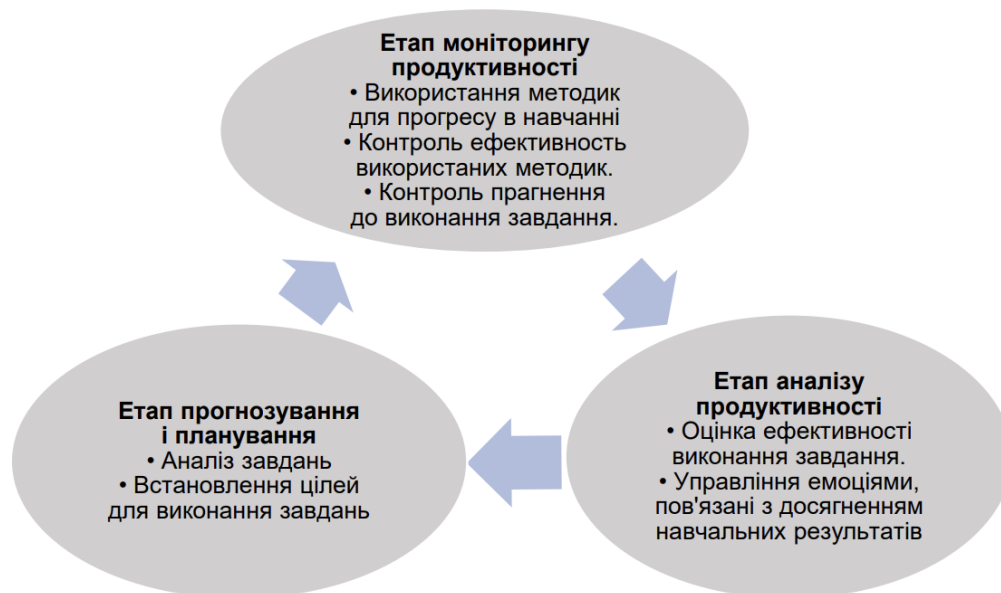 Етап моніторингу
продуктивності
• Використання методик
для прогресу в навчанні
• Контроль ефективность
використаних методик.
• Контроль прагнення
до виконання завдання.
Етап аналізу
продуктивності
• Оцінка ефективності
виконання завдання.
• Управління емоціями,
пов'язані з досягненням
навчальних результатів
Етап прогнозування
і планування
• Аналіз завдань
• Встановлення цілей
для виконання завдань